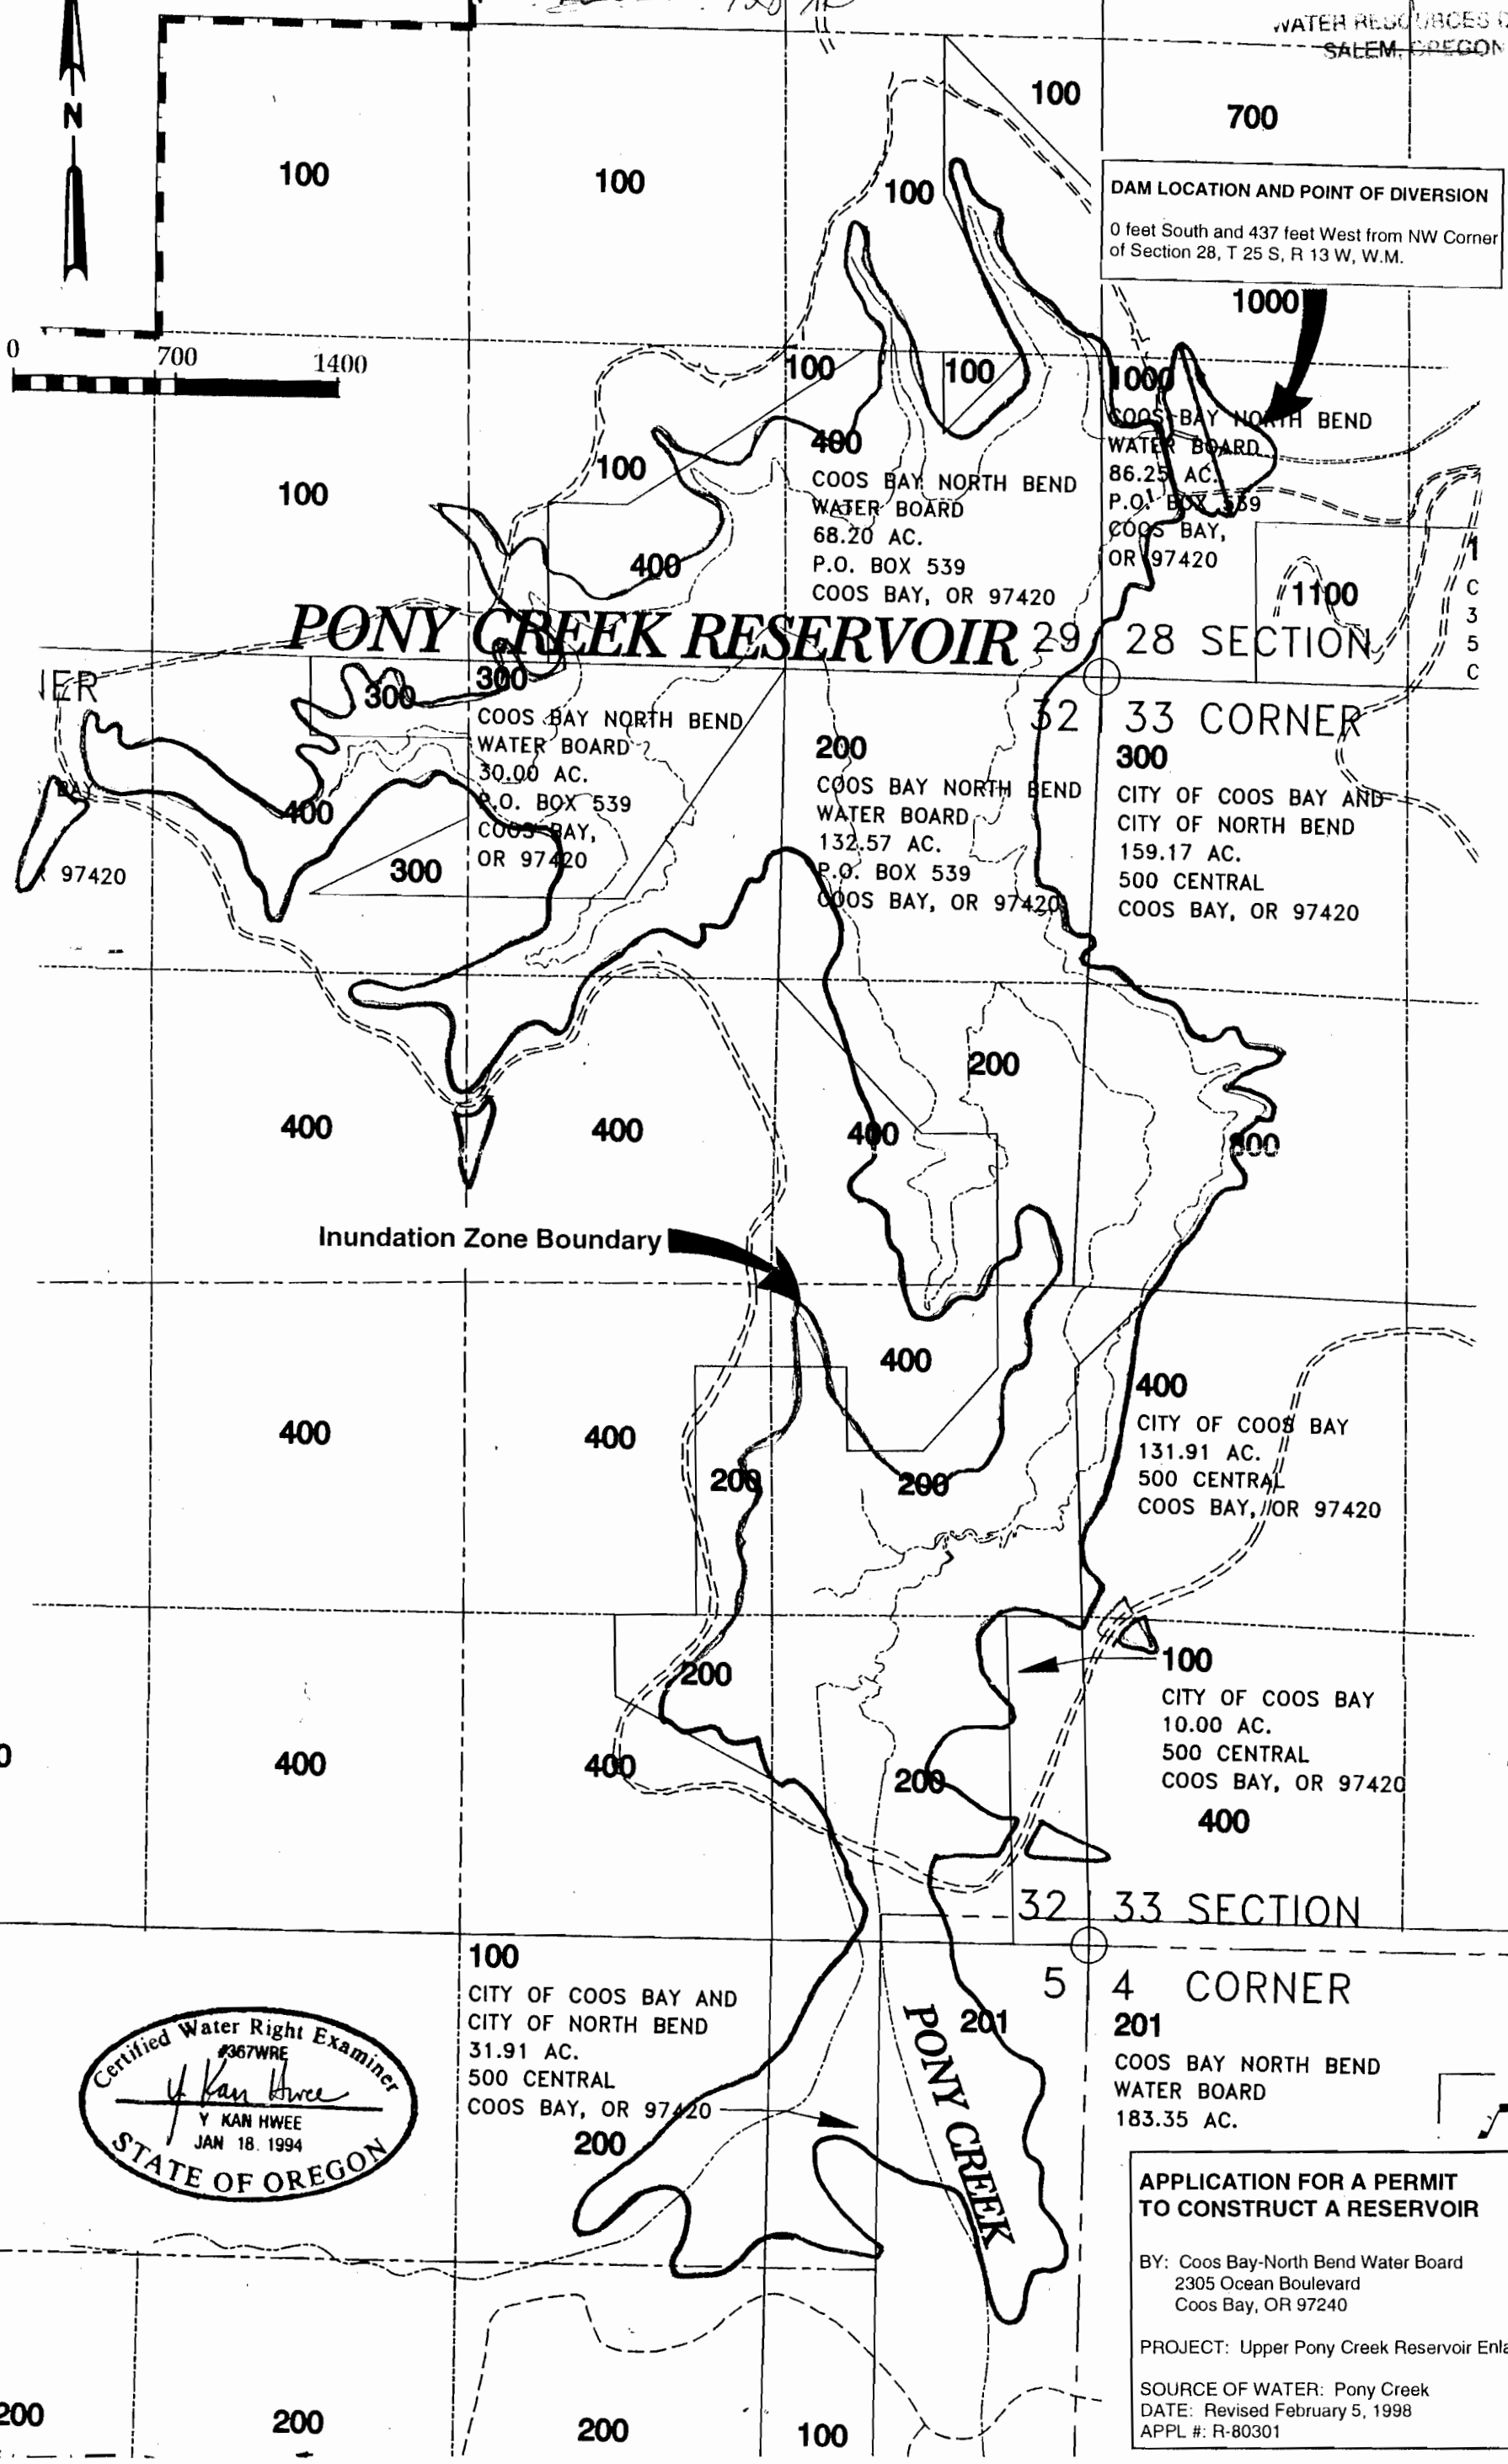 WATER RESOURCES
SALEM, OREGON
N
100
700
100
100
100
DAM LOCATION AND POINT OF DIVERSION
0 feet South and 437 feet West from NW Corner
of Section 28, T 25 S, R 13 W, W.M.
1000
0 700 1400
100
100
1000
COOS BAY NORTH BEND
WATER BOARD
86.25 AC.
P.O. BOX 539
COOS BAY,
OR 97420
400
COOS BAY NORTH BEND
WATER BOARD
68.20 AC.
P.O. BOX 539
COOS BAY, OR 97420
100
100
400
1100
1
C
3
5
C
PONY CREEK RESERVOIR
29 28 SECTION
32 33 CORNER
IER
300
300
COOS BAY NORTH BEND
WATER BOARD
30.00 AC.
P.O. BOX 539
COOS BAY,
OR 97420
200
COOS BAY NORTH BEND
WATER BOARD
132.57 AC.
P.O. BOX 539
COOS BAY, OR 97420
300
CITY OF COOS BAY AND
CITY OF NORTH BEND
159.17 AC.
500 CENTRAL
COOS BAY, OR 97420
BAY
400
300
97420
200
400
400
400
Inundation Zone Boundary
400
400
CITY OF COOS BAY
131.91 AC.
500 CENTRAL
COOS BAY, OR 97420
400
400
200
200
200
100
CITY OF COOS BAY
10.00 AC.
500 CENTRAL
COOS BAY, OR 97420
0
400
400
200
400
32 33 SECTION
5 4 CORNER
100
CITY OF COOS BAY AND
CITY OF NORTH BEND
31.91 AC.
500 CENTRAL
COOS BAY, OR 97420
201
201
COOS BAY NORTH BEND
WATER BOARD
183.35 AC.
PONY CREEK
Certified Water Right Examiner
#367WRE
Y Kan Hwee
Y KAN HWEE
JAN 18. 1994
STATE OF OREGON
200
APPLICATION FOR A PERMIT
TO CONSTRUCT A RESERVOIR
BY: Coos Bay-North Bend Water Board
2305 Ocean Boulevard
Coos Bay, OR 97240
PROJECT: Upper Pony Creek Reservoir Enla
SOURCE OF WATER: Pony Creek
DATE: Revised February 5, 1998
APPL #: R-80301
200
200
200
100